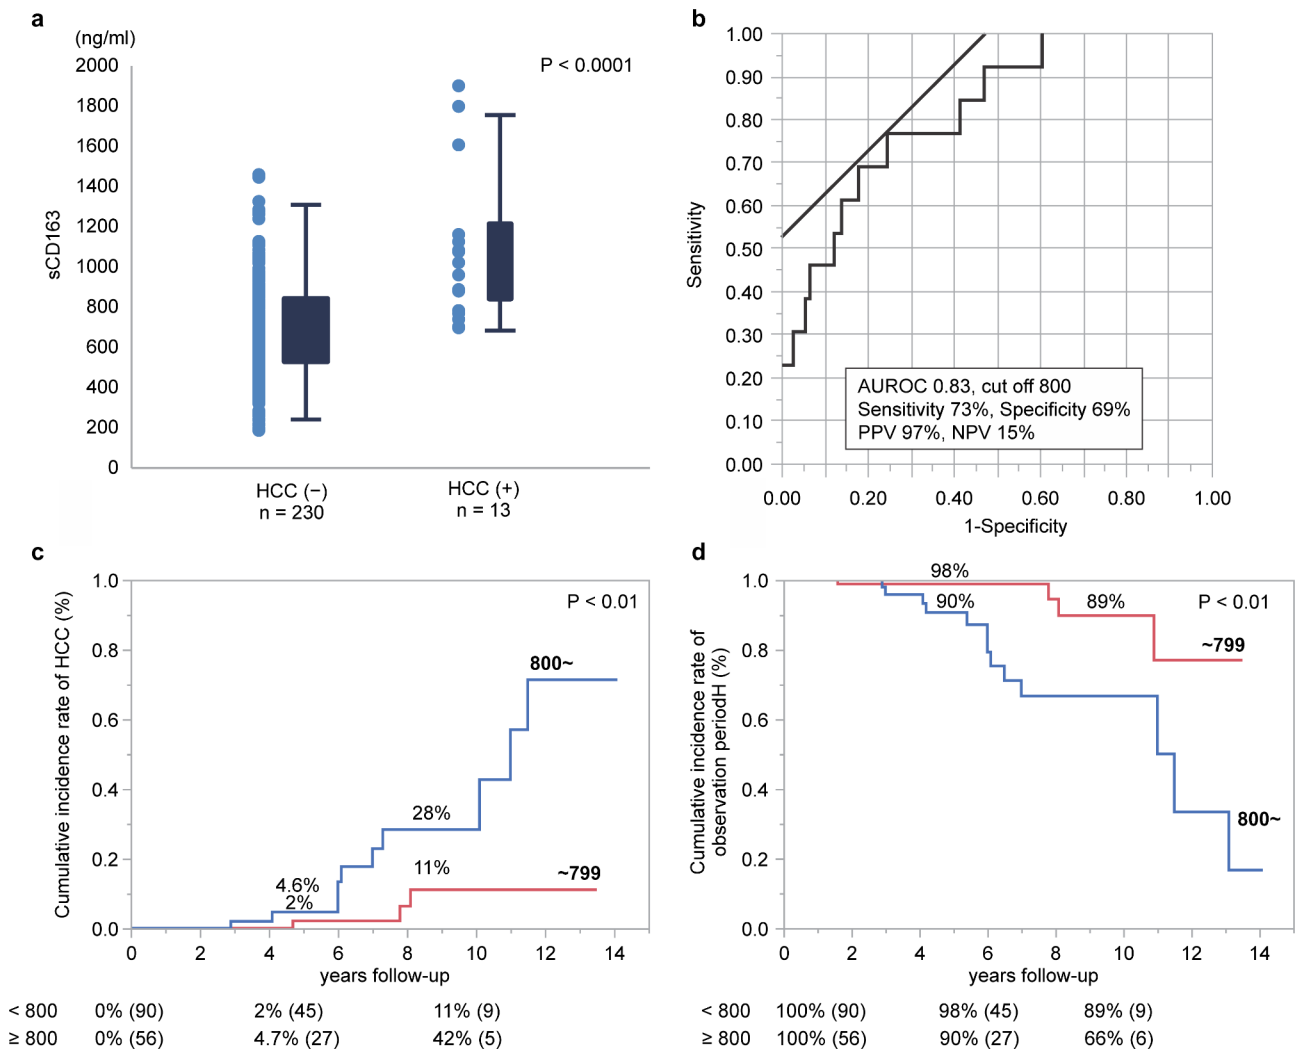 a
(ng/ml)
2000
1800
1600
1400
1200
1000
800
600
400
200
0
sCD163
P < 0.0001
HCC (−)
n = 230
HCC (+)
n = 13
b
1.00
0.90
0.80
0.70
0.60
0.50
0.40
0.30
0.20
0.10
0.00
Sensitivity
AUROC 0.83, cut off 800
Sensitivity 73%, Specificity 69%
PPV 97%, NPV 15%
0.00 0.20 0.40 0.60 0.80 1.00
1-Specificity
c
1.0
0.8
0.6
0.4
0.2
0.0
Cumulative incidence rate of HCC (%)
P < 0.01
800~
28%
11%
~799
4.6%
2%
0 2 4 6 8 10 12 14
years follow-up
< 800 0% (90) 2% (45) 11% (9)
≥ 800 0% (56) 4.7% (27) 42% (5)
d
1.0
0.8
0.6
0.4
0.2
0.0
Cumulative incidence rate of
observation periodH (%)
98%
90%
89%
P < 0.01
~799
800~
0 2 4 6 8 10 12 14
years follow-up
< 800 100% (90) 98% (45) 89% (9)
≥ 800 100% (56) 90% (27) 66% (6)